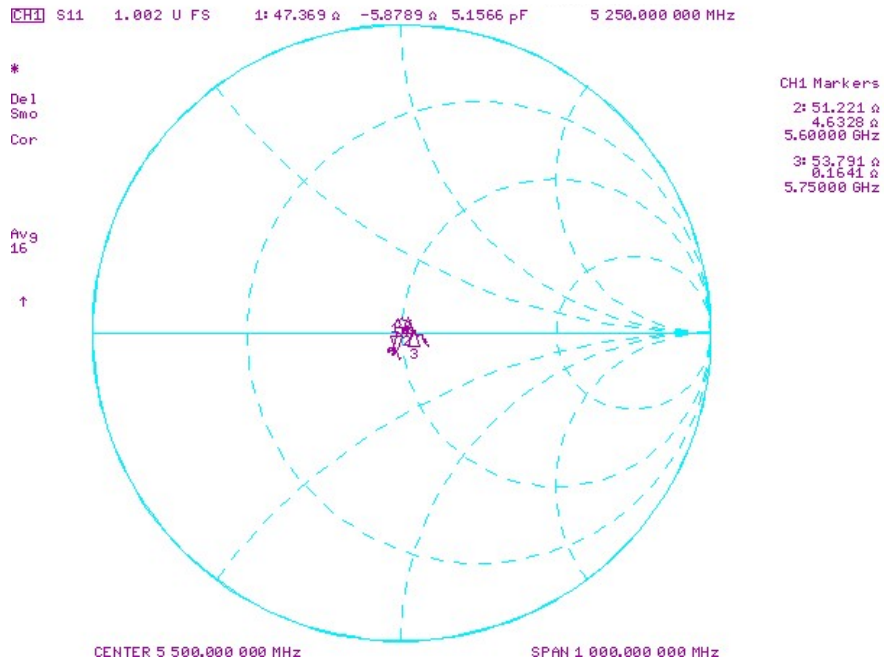 CH1 S11 1.002 U FS 1: 47.369 Ω -5.8789 Ω 5.1566 pF 5 250.000 000 MHz
*
Del
Smo
Cor
Avg
16
↑
CH1 Markers
2: 51.221 Ω
4.6328 Ω
5.60000 GHz
3: 53.791 Ω
0.1641 Ω
5.75000 GHz
3
CENTER 5 500.000 000 MHz SPAN 1 000.000 000 MHz